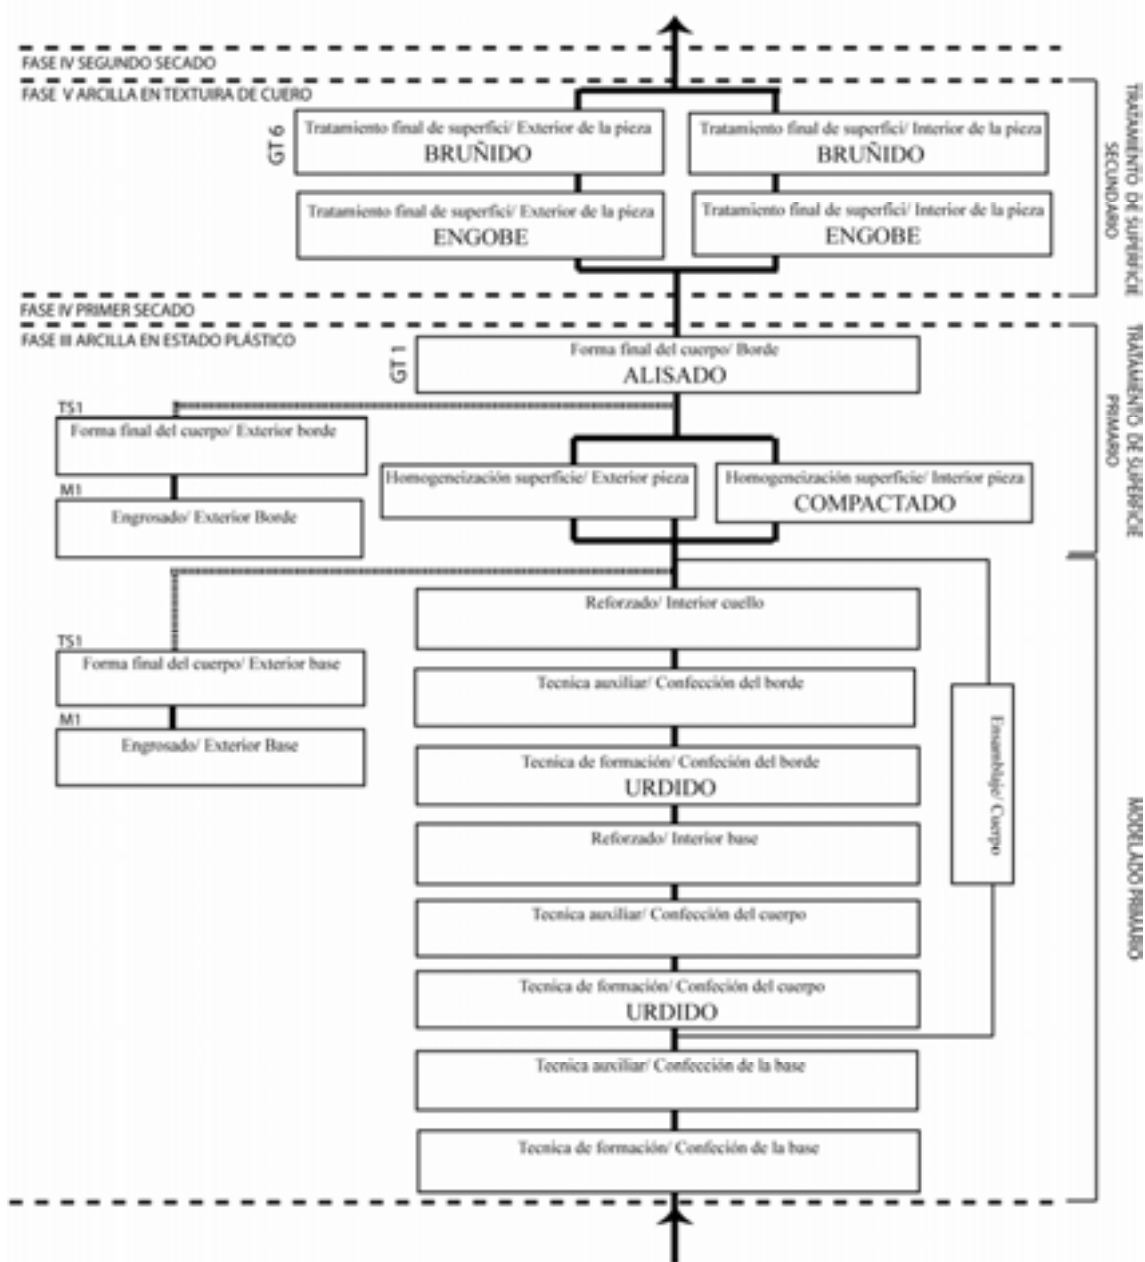 FASE IV SEGUNDO SECADO
FASE V ARCILLA EN TEXTUIRA DE CUERO
GT 6
Tratamiento final de superfici/ Exterior de la pieza
BRUÑIDO
Tratamiento final de superfici/ Interior de la pieza
BRUÑIDO
Tratamiento final de superfici/ Exterior de la pieza
ENGOBE
Tratamiento final de superfici/ Interior de la pieza
ENGOBE
TRATAMIENTO DE SUPERFICIE
SECUNDARIO
FASE IV PRIMER SECADO
FASE III ARCILLA EN ESTADO PLÁSTICO
GT 1
Forma final del cuerpo/ Borde
ALISADO
TS1
Forma final del cuerpo/ Exterior borde
M1
Engrosado/ Exterior Borde
Homogeneización superficie/ Exterior pieza
Homogeneización superficie/ Interior pieza
COMPACTADO
TRATAMIENTO DE SUPERFICIE
PRIMARIO
Reforzado/ Interior cuello
TS1
Forma final del cuerpo/ Exterior base
M1
Engrosado/ Exterior Base
Tecnica auxiliar/ Confección del borde
Tecnica de formación/ Confeción del borde
URDIDO
Reforzado/ Interior base
Tecnica auxiliar/ Confección del cuerpo
Tecnica de formación/ Confeción del cuerpo
URDIDO
Ensamblaje/ Cuerpo
Tecnica auxiliar/ Confección de la base
Tecnica de formación/ Confeción de la base
MODELADO PRIMARIO